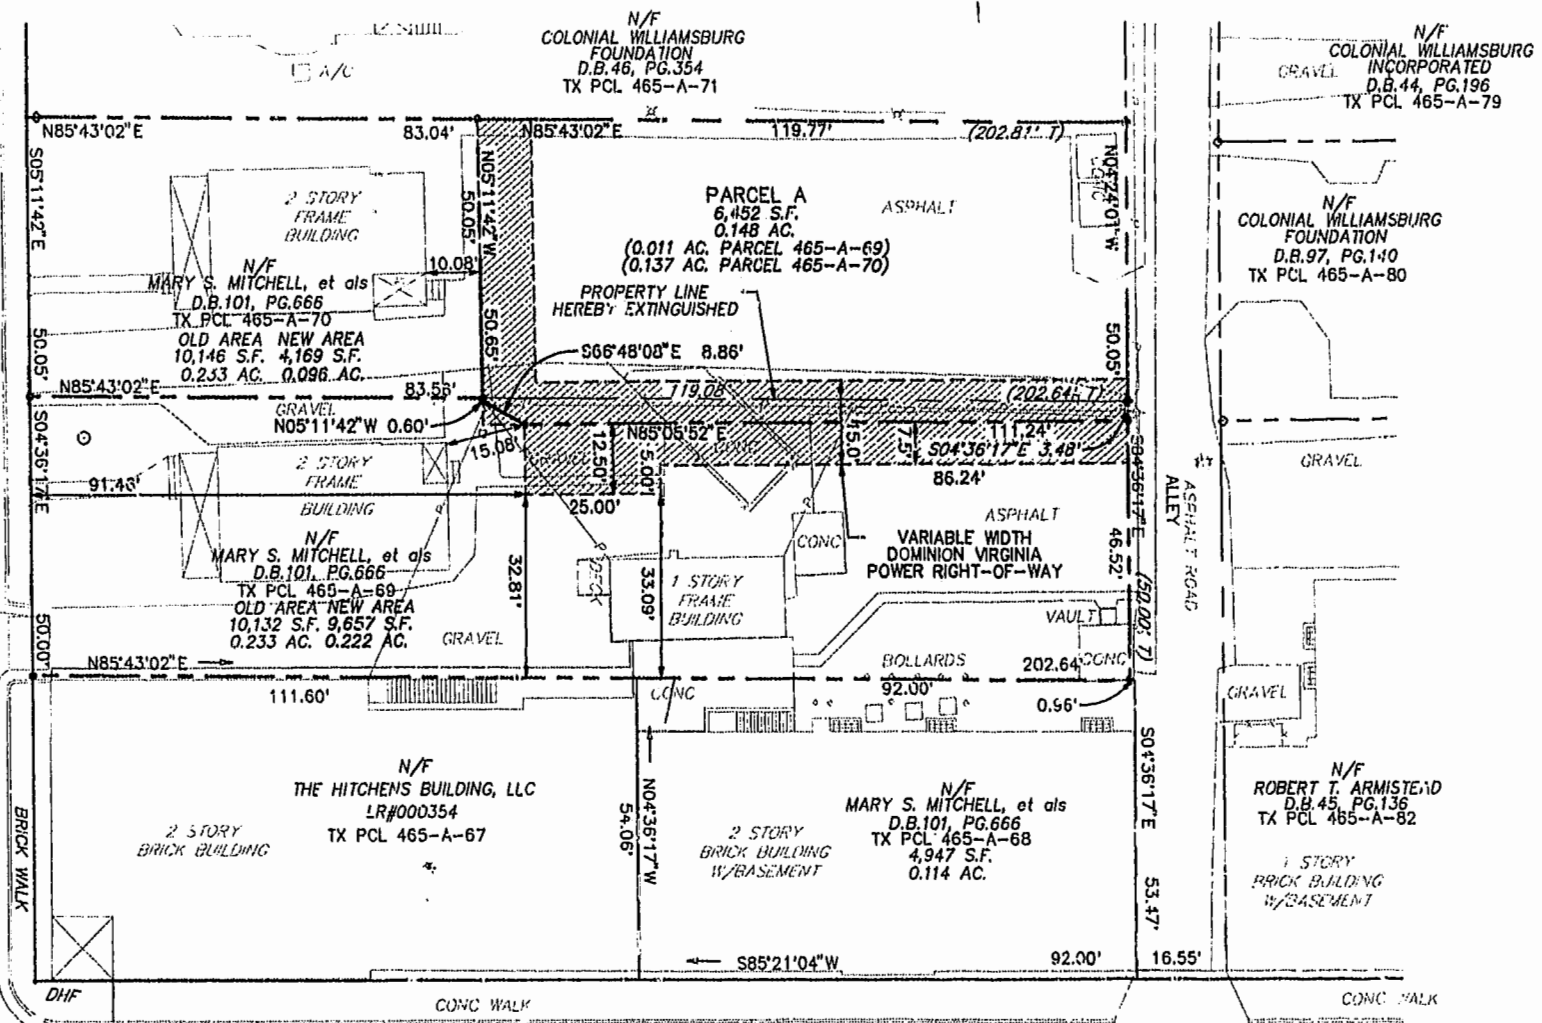 N/F
COLONIAL WILLIAMSBURG
FOUNDATION
D.B.46, PG.354
TX PCL 465-A-71
A/C
N/F
COLONIAL WILLIAMSBURG
INCORPORATED
D.B.44, PG.196
TX PCL 465-A-79
GRAVEL
N85°43'02"E
83.04'
N85°43'02"E
119.77'
(202.81' T)
S05°11'42"E
50.05'
2 STORY
FRAME
BUILDING
N05°11'42"W
50.05'
10.08'
50.65'
PARCEL A
6,452 S.F.
0.148 AC.
(0.011 AC. PARCEL 465-A-69)
(0.137 AC. PARCEL 465-A-70)
ASPHALT
CONC
N04°24'01"W
50.05'
N/F
COLONIAL WILLIAMSBURG
FOUNDATION
D.B.97, PG.140
TX PCL 465-A-80
N/F
MARY S. MITCHELL, et als
D.B.101, PG.666
TX PCL 465-A-70
OLD AREA NEW AREA
10,146 S.F. 4,169 S.F.
0.233 AC. 0.096 AC.
PROPERTY LINE
HEREBY EXTINGUISHED
S66°48'08"E 8.86'
N85°43'02"E
83.56'
119.08'
(202.64' T)
GRAVEL
N05°11'42"W 0.60'
15.08'
GRAVEL
N85°05'52"E
CONC
111.24'
S04°36'17"E 3.48'
12.50'
5.00'
15.0'
7.5'
86.24'
25.00'
S04°36'17"E
50.00'
2 STORY
FRAME
BUILDING
91.46'
N/F
MARY S. MITCHELL, et als
D.B.101, PG.666
TX PCL 465-A-69
OLD AREA NEW AREA
10,132 S.F. 9,657 S.F.
0.233 AC. 0.222 AC.
GRAVEL
32.81'
33.09'
DECK
1 STORY
FRAME
BUILDING
CONC
ASPHALT
VARIABLE WIDTH
DOMINION VIRGINIA
POWER RIGHT-OF-WAY
S04°36'17"E
46.52'
(50.00' T)
ALLEY
ASPHALT ROAD
GRAVEL
VAULT
CONC
BOLLARDS
N85°43'02"E
202.64'
111.60'
CONC
92.00'
0.96'
GRAVEL
N/F
THE HITCHENS BUILDING, LLC
LR#000354
TX PCL 465-A-67
2 STORY
BRICK BUILDING
N04°36'17"W
54.06'
2 STORY
BRICK BUILDING
W/BASEMENT
N/F
MARY S. MITCHELL, et als
D.B.101, PG.666
TX PCL 465-A-68
4,947 S.F.
0.114 AC.
S04°36'17"E
53.47'
N/F
ROBERT T. ARMISTEAD
D.B.45, PG.136
TX PCL 465-A-82
1 STORY
BRICK BUILDING
W/BASEMENT
BRICK WALK
S85°21'04"W
92.00'
16.55'
DHF
CONC WALK
CONC WALK